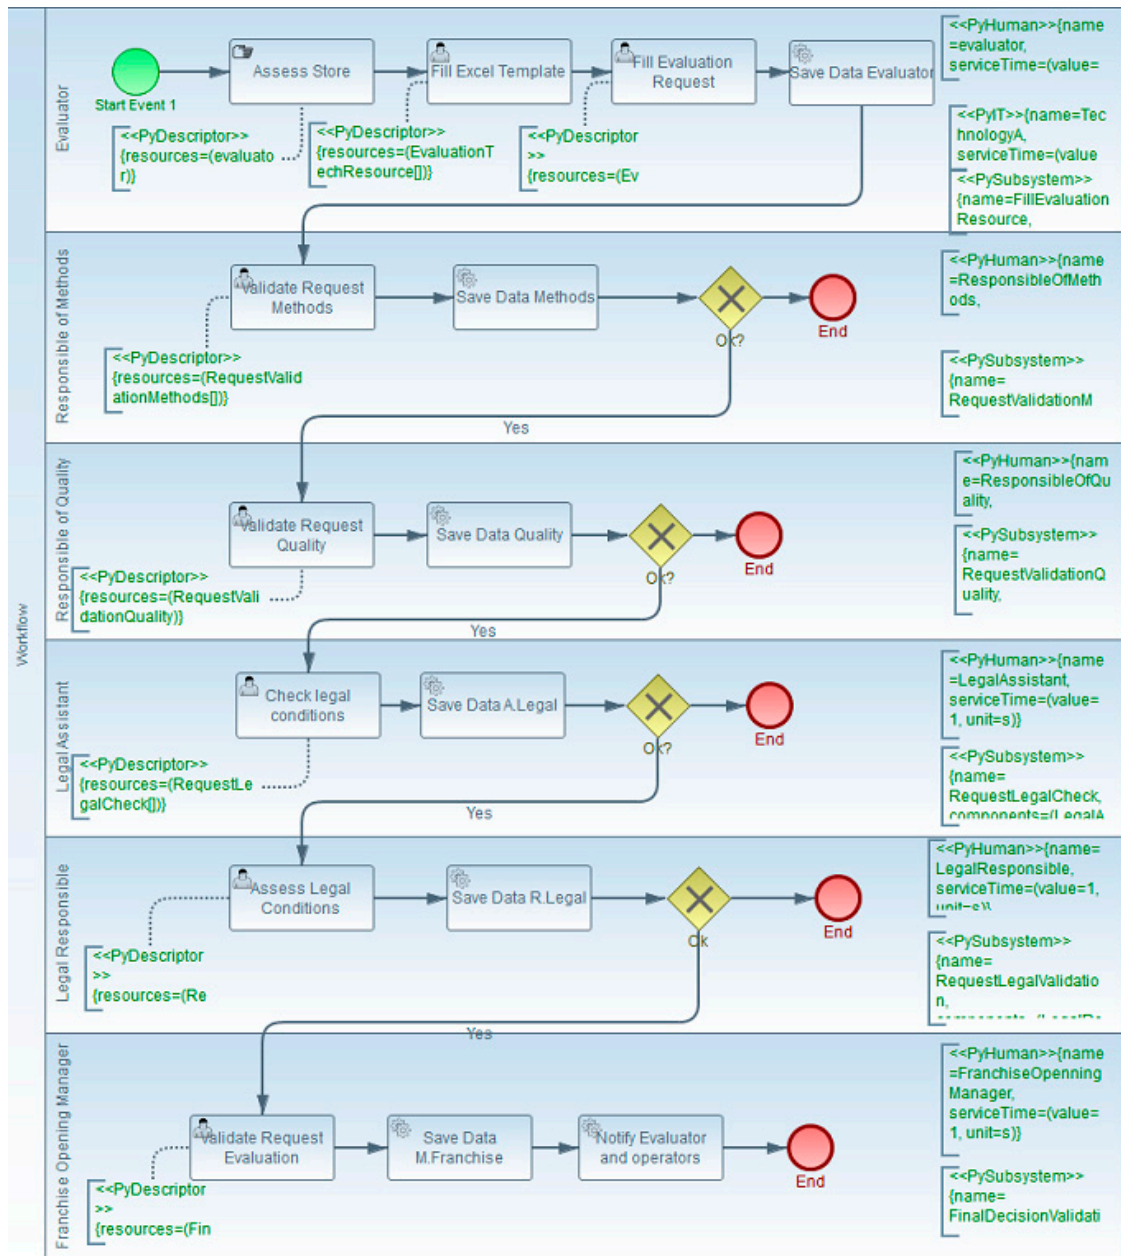 Workflow
Evaluator
Start Event 1
Assess Store
Fill Excel Template
Fill Evaluation
Request
Save Data Evaluator
<<PyDescriptor>>
{resources=(evaluato
r)}
<<PyDescriptor>>
{resources=(EvaluationT
echResource[])}
<<PyDescriptor
>>
{resources=(Ev
<<PyHuman>>{name
=evaluator,
serviceTime=(value=
<<PyIT>>{name=Tec
hnologyA,
serviceTime=(value
<<PySubsystem>>
{name=FillEvaluation
Resource,
Responsible of Methods
Validate Request
Methods
Save Data Methods
Ok?
End
<<PyDescriptor>>
{resources=(RequestValid
ationMethods[])}
Yes
<<PyHuman>>{name
=ResponsibleOfMeth
ods,
<<PySubsystem>>
{name=
RequestValidationM
Responsible of Quality
Validate Request
Quality
Save Data Quality
Ok?
End
<<PyDescriptor>>
{resources=(RequestVali
dationQuality)}
Yes
<<PyHuman>>{nam
e=ResponsibleOfQu
ality,
<<PySubsystem>>
{name=
RequestValidationQ
uality,
Legal Assistant
Check legal
conditions
Save Data A.Legal
Ok?
End
<<PyDescriptor>>
{resources=(RequestLe
galCheck[])}
Yes
<<PyHuman>>{name
=LegalAssistant,
serviceTime=(value=
1, unit=s)}
<<PySubsystem>>
{name=
RequestLegalCheck,
components=(LegalA
Legal Responsible
Assess Legal
Conditions
Save Data R.Legal
Ok
End
<<PyDescriptor
>>
{resources=(Re
Yes
<<PyHuman>>{name=
LegalResponsible,
serviceTime=(value=1,
unit=s)}
<<PySubsystem>>
{name=
RequestLegalValidatio
n,
components=(LegalRe
Franchise Opening Manager
Validate Request
Evaluation
Save Data
M.Franchise
Notify Evaluator
and operators
End
<<PyDescriptor
>>
{resources=(Fin
<<PyHuman>>{name
=FranchiseOpenning
Manager,
serviceTime=(value=
1, unit=s)}
<<PySubsystem>>
{name=
FinalDecisionValidati